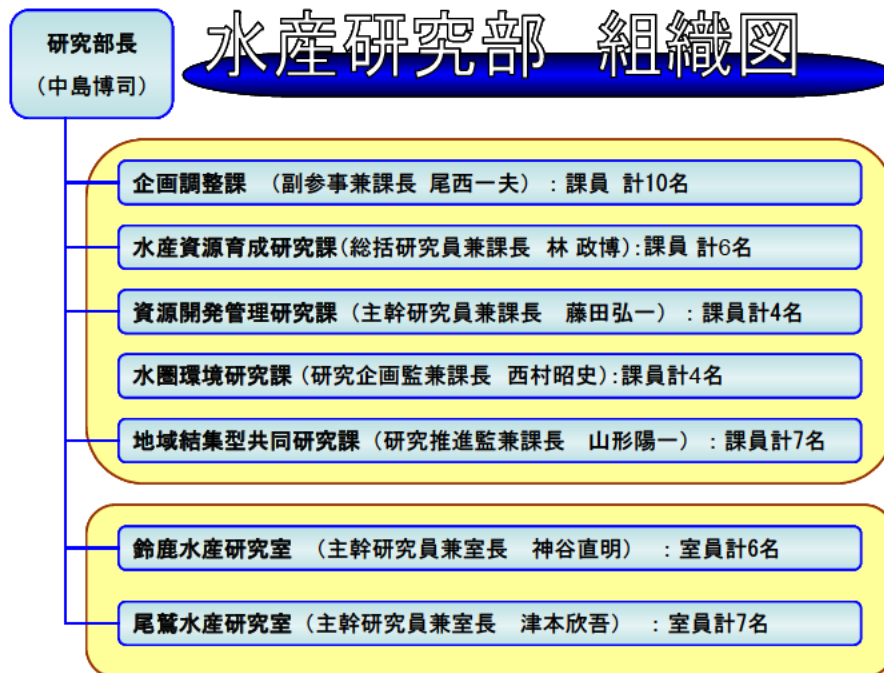 研究部長
(中島博司)
水産研究部 組織図
企画調整課 (副参事兼課長 尾西一夫) : 課員 計10名
水産資源育成研究課(総括研究員兼課長 林 政博):課員 計6名
資源開発管理研究課 (主幹研究員兼課長 藤田弘一) : 課員計4名
水圏環境研究課 (研究企画監兼課長 西村昭史):課員計4名
地域結集型共同研究課 (研究推進監兼課長 山形陽一) : 課員計7名
鈴鹿水産研究室 (主幹研究員兼室長 神谷直明) : 室員計6名
尾鷲水産研究室 (主幹研究員兼室長 津本欣吾) : 室員計7名